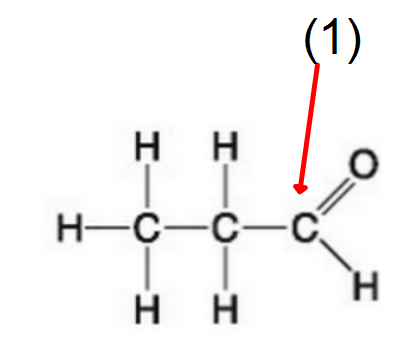 (1)
H H O
H C C C
H H H